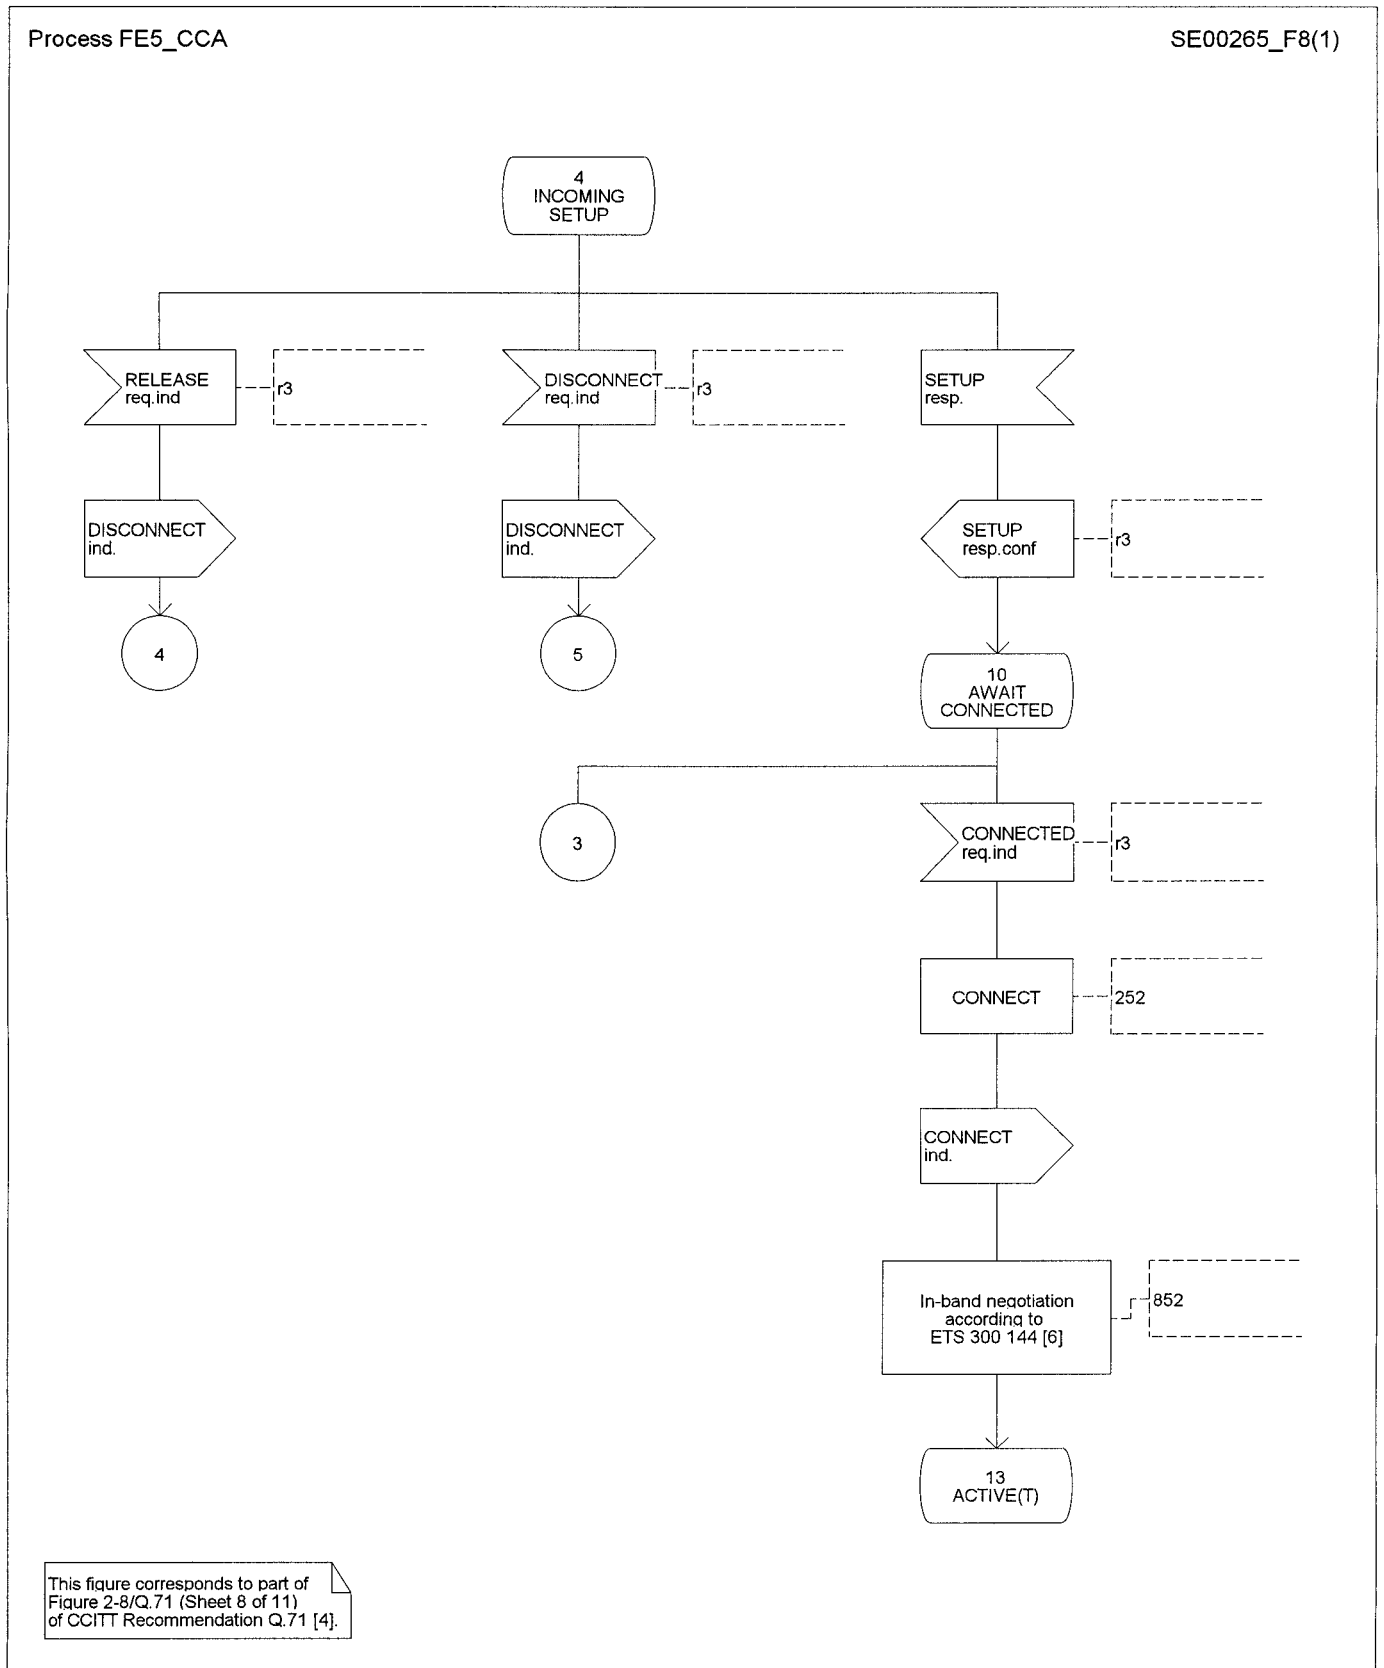 Process FE5_CCA
SE00265_F8(1)
4
INCOMING
SETUP
RELEASE
req.ind
r3
DISCONNECT
req.ind
r3
SETUP
resp.
DISCONNECT
ind.
DISCONNECT
ind.
SETUP
resp.conf
r3
4
5
10
AWAIT
CONNECTED
3
CONNECTED
req.ind
r3
CONNECT
252
CONNECT
ind.
In-band negotiation
according to
ETS 300 144 [6]
852
13
ACTIVE(T)
This figure corresponds to part of
Figure 2-8/Q.71 (Sheet 8 of 11)
of CCITT Recommendation Q.71 [4].